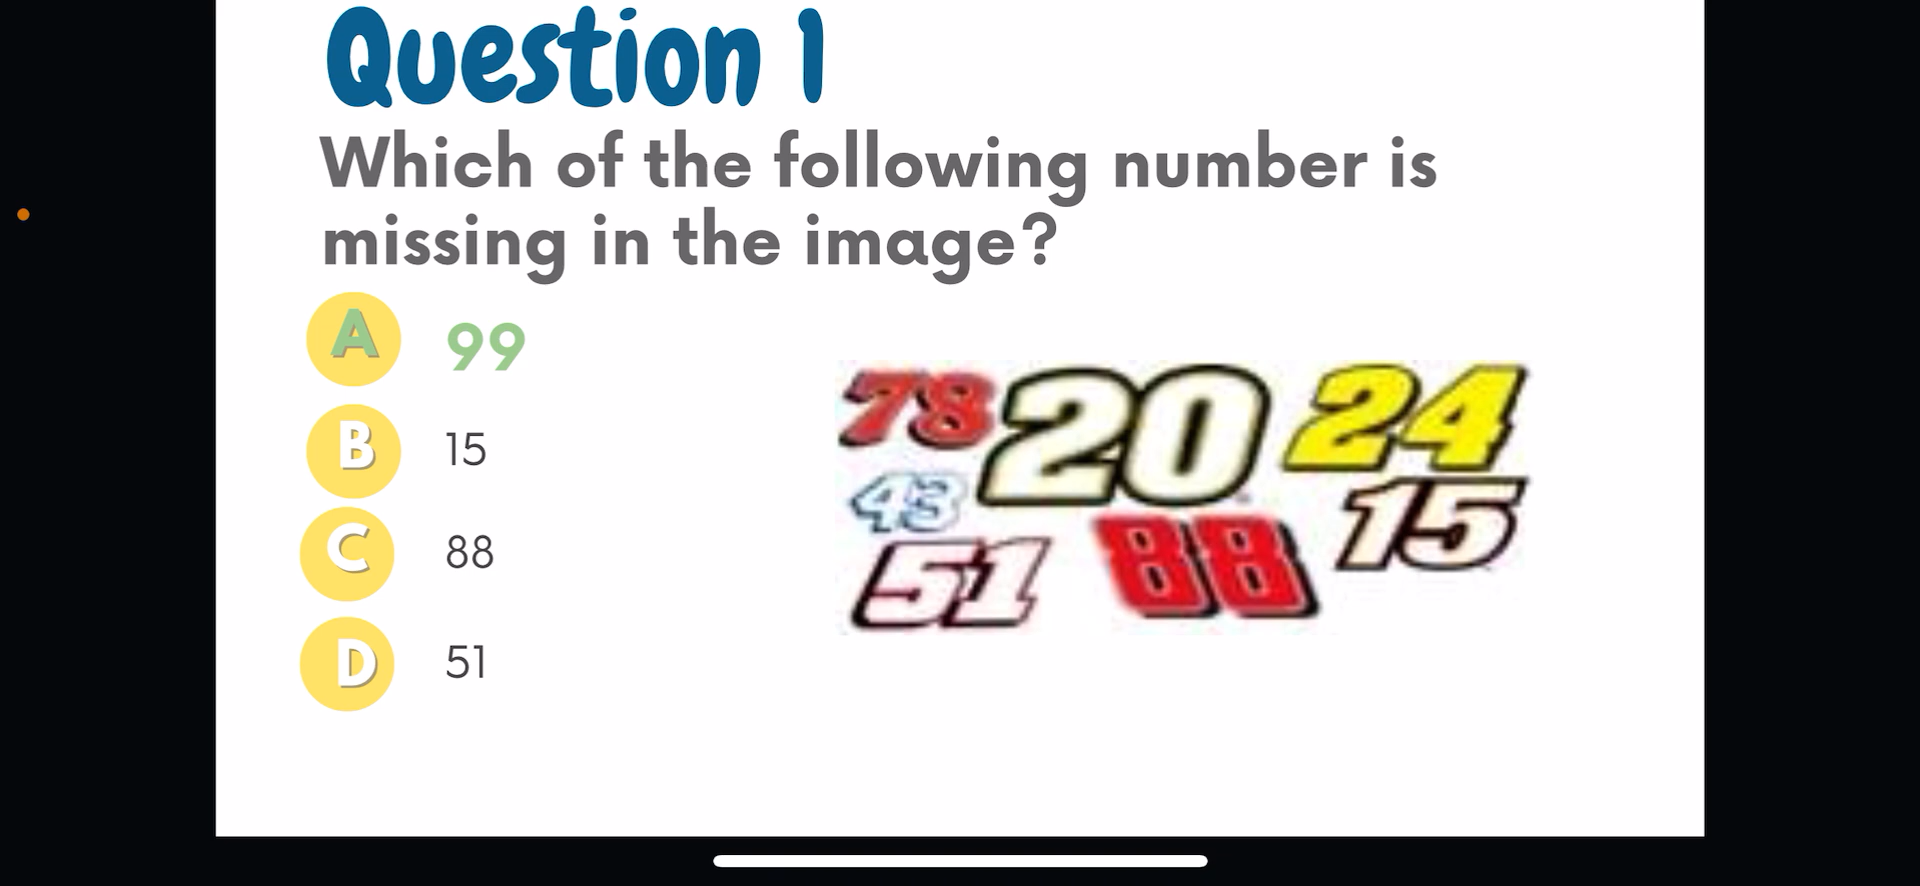 Question 1
Which of the following number is
missing in the image?
A 99
B 15
C 88
D 51
78 20 24
43 15
51 88